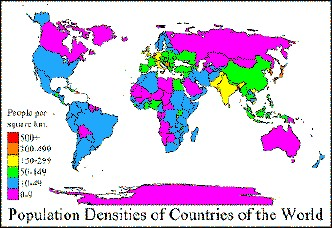 People per
square km.
500+
300-499
150-299
50-149
10-49
0-9
Population Densities of Countries of the World